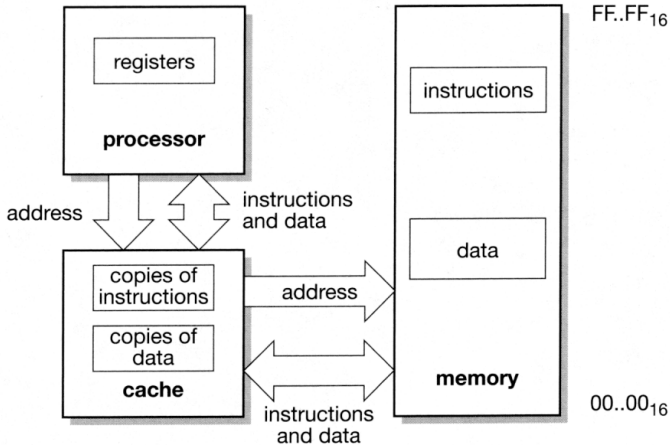 FF..FF16
registers
processor
instructions
address
instructions
and data
data
copies of
instructions
copies of
data
cache
address
instructions
and data
memory
00..0016